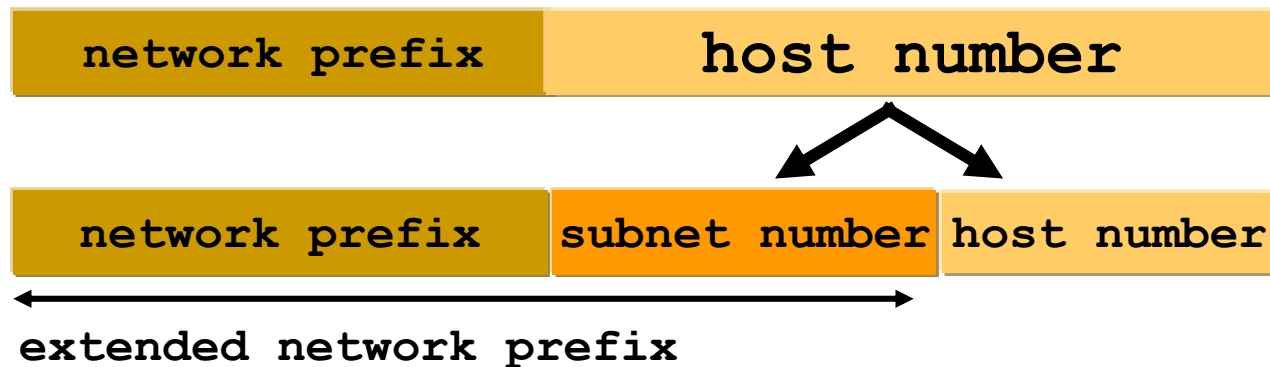 network prefix host number
network prefix subnet number host number
extended network prefix